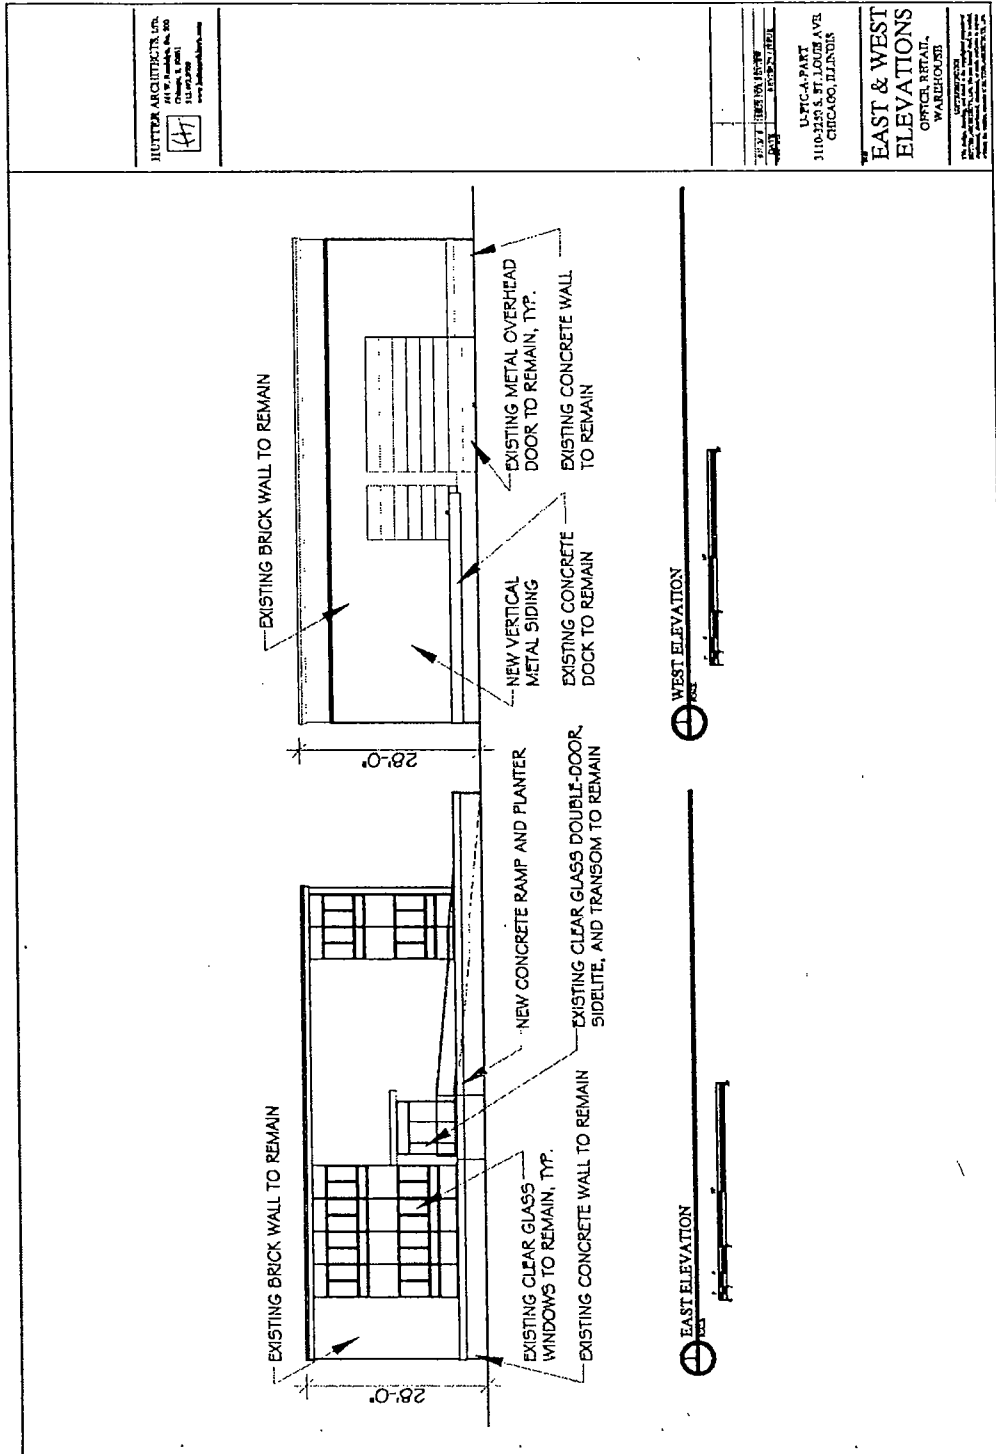 HUTTER ARCHITECTS, LTD.
EXISTING BRICK WALL TO REMAIN
28'-0"
EXISTING CLEAR GLASS
WINDOWS TO REMAIN, TYP.
EXISTING CONCRETE WALL TO REMAIN
NEW CONCRETE RAMP AND PLANTER
EXISTING CLEAR GLASS DOUBLE-DOOR,
SIDELITE, AND TRANSOM TO REMAIN
EAST ELEVATION
EXISTING BRICK WALL TO REMAIN
28'-0"
NEW VERTICAL
METAL SIDING
EXISTING CONCRETE
DOCK TO REMAIN
EXISTING METAL OVERHEAD
DOOR TO REMAIN, TYP.
EXISTING CONCRETE WALL
TO REMAIN
WEST ELEVATION
DATE
U-PIC-A-PART
3110-3250 S. ST. LOUIS AVE.
CHICAGO, ILLINOIS
EAST & WEST
ELEVATIONS
OFFICE, RETAIL,
WAREHOUSE